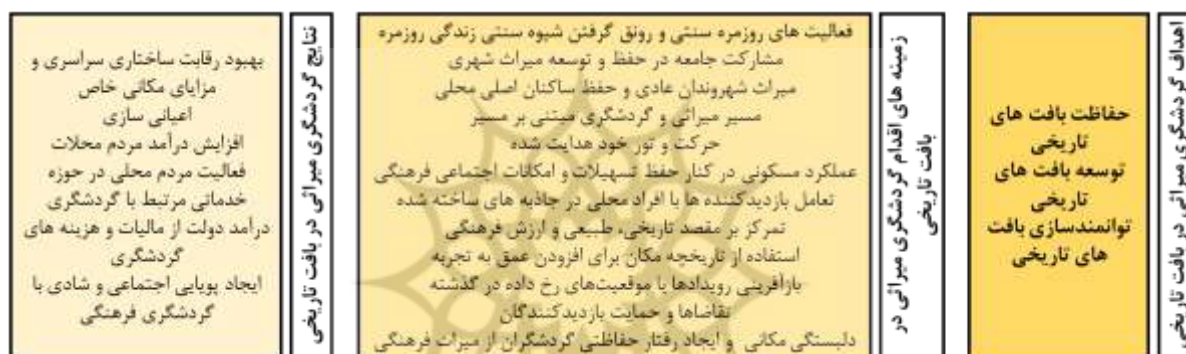 اهداف گردشگری میراثی در بافت تاریخی
حفاظت بافت های
تاریخی
توسعه بافت های
تاریخی
توانمندسازی بافت
های تاریخی
زمینه های اقدام گردشگری میراثی در
بافت تاریخی
فعالیت های روزمره سنتی و رونق گرفتن شیوه سنتی زندگی روزمره
مشارکت جامعه در حفظ و توسعه میراث شهری
میراث شهروندان عادی و حفظ ساکنان اصلی محلی
مسیر میراثی و گردشگری مبتنی بر مسیر
حرکت و تور خود هدایت شده
عملکرد مسکونی در کنار حفظ تسهیلات و امکانات اجتماعی فرهنگی
تعامل بازدیدکننده ها با افراد محلی در جاذبه های ساخته شده
تمرکز بر مقصد تاریخی، طبیعی و ارزش فرهنگی
استفاده از تاریخچه مکان برای افزودن عمق به تجربه
بازآفرینی رویدادها یا موقعیت‌های رخ داده در گذشته
تقاضاها و حمایت بازدیدکنندگان
دلبستگی مکانی و ایجاد رفتار حفاظتی گردشگران از میراث فرهنگی
نتایج گردشگری میراثی در بافت تاریخی
بهبود رقابت ساختاری سراسری و
مزایای مکانی خاص
اعیانی سازی
افزایش درآمد مردم محلات
فعالیت مردم محلی در حوزه
خدماتی مرتبط با گردشگری
درآمد دولت از مالیات و هزینه های
گردشگری
ایجاد پویایی اجتماعی و شادی با
گردشگری فرهنگی